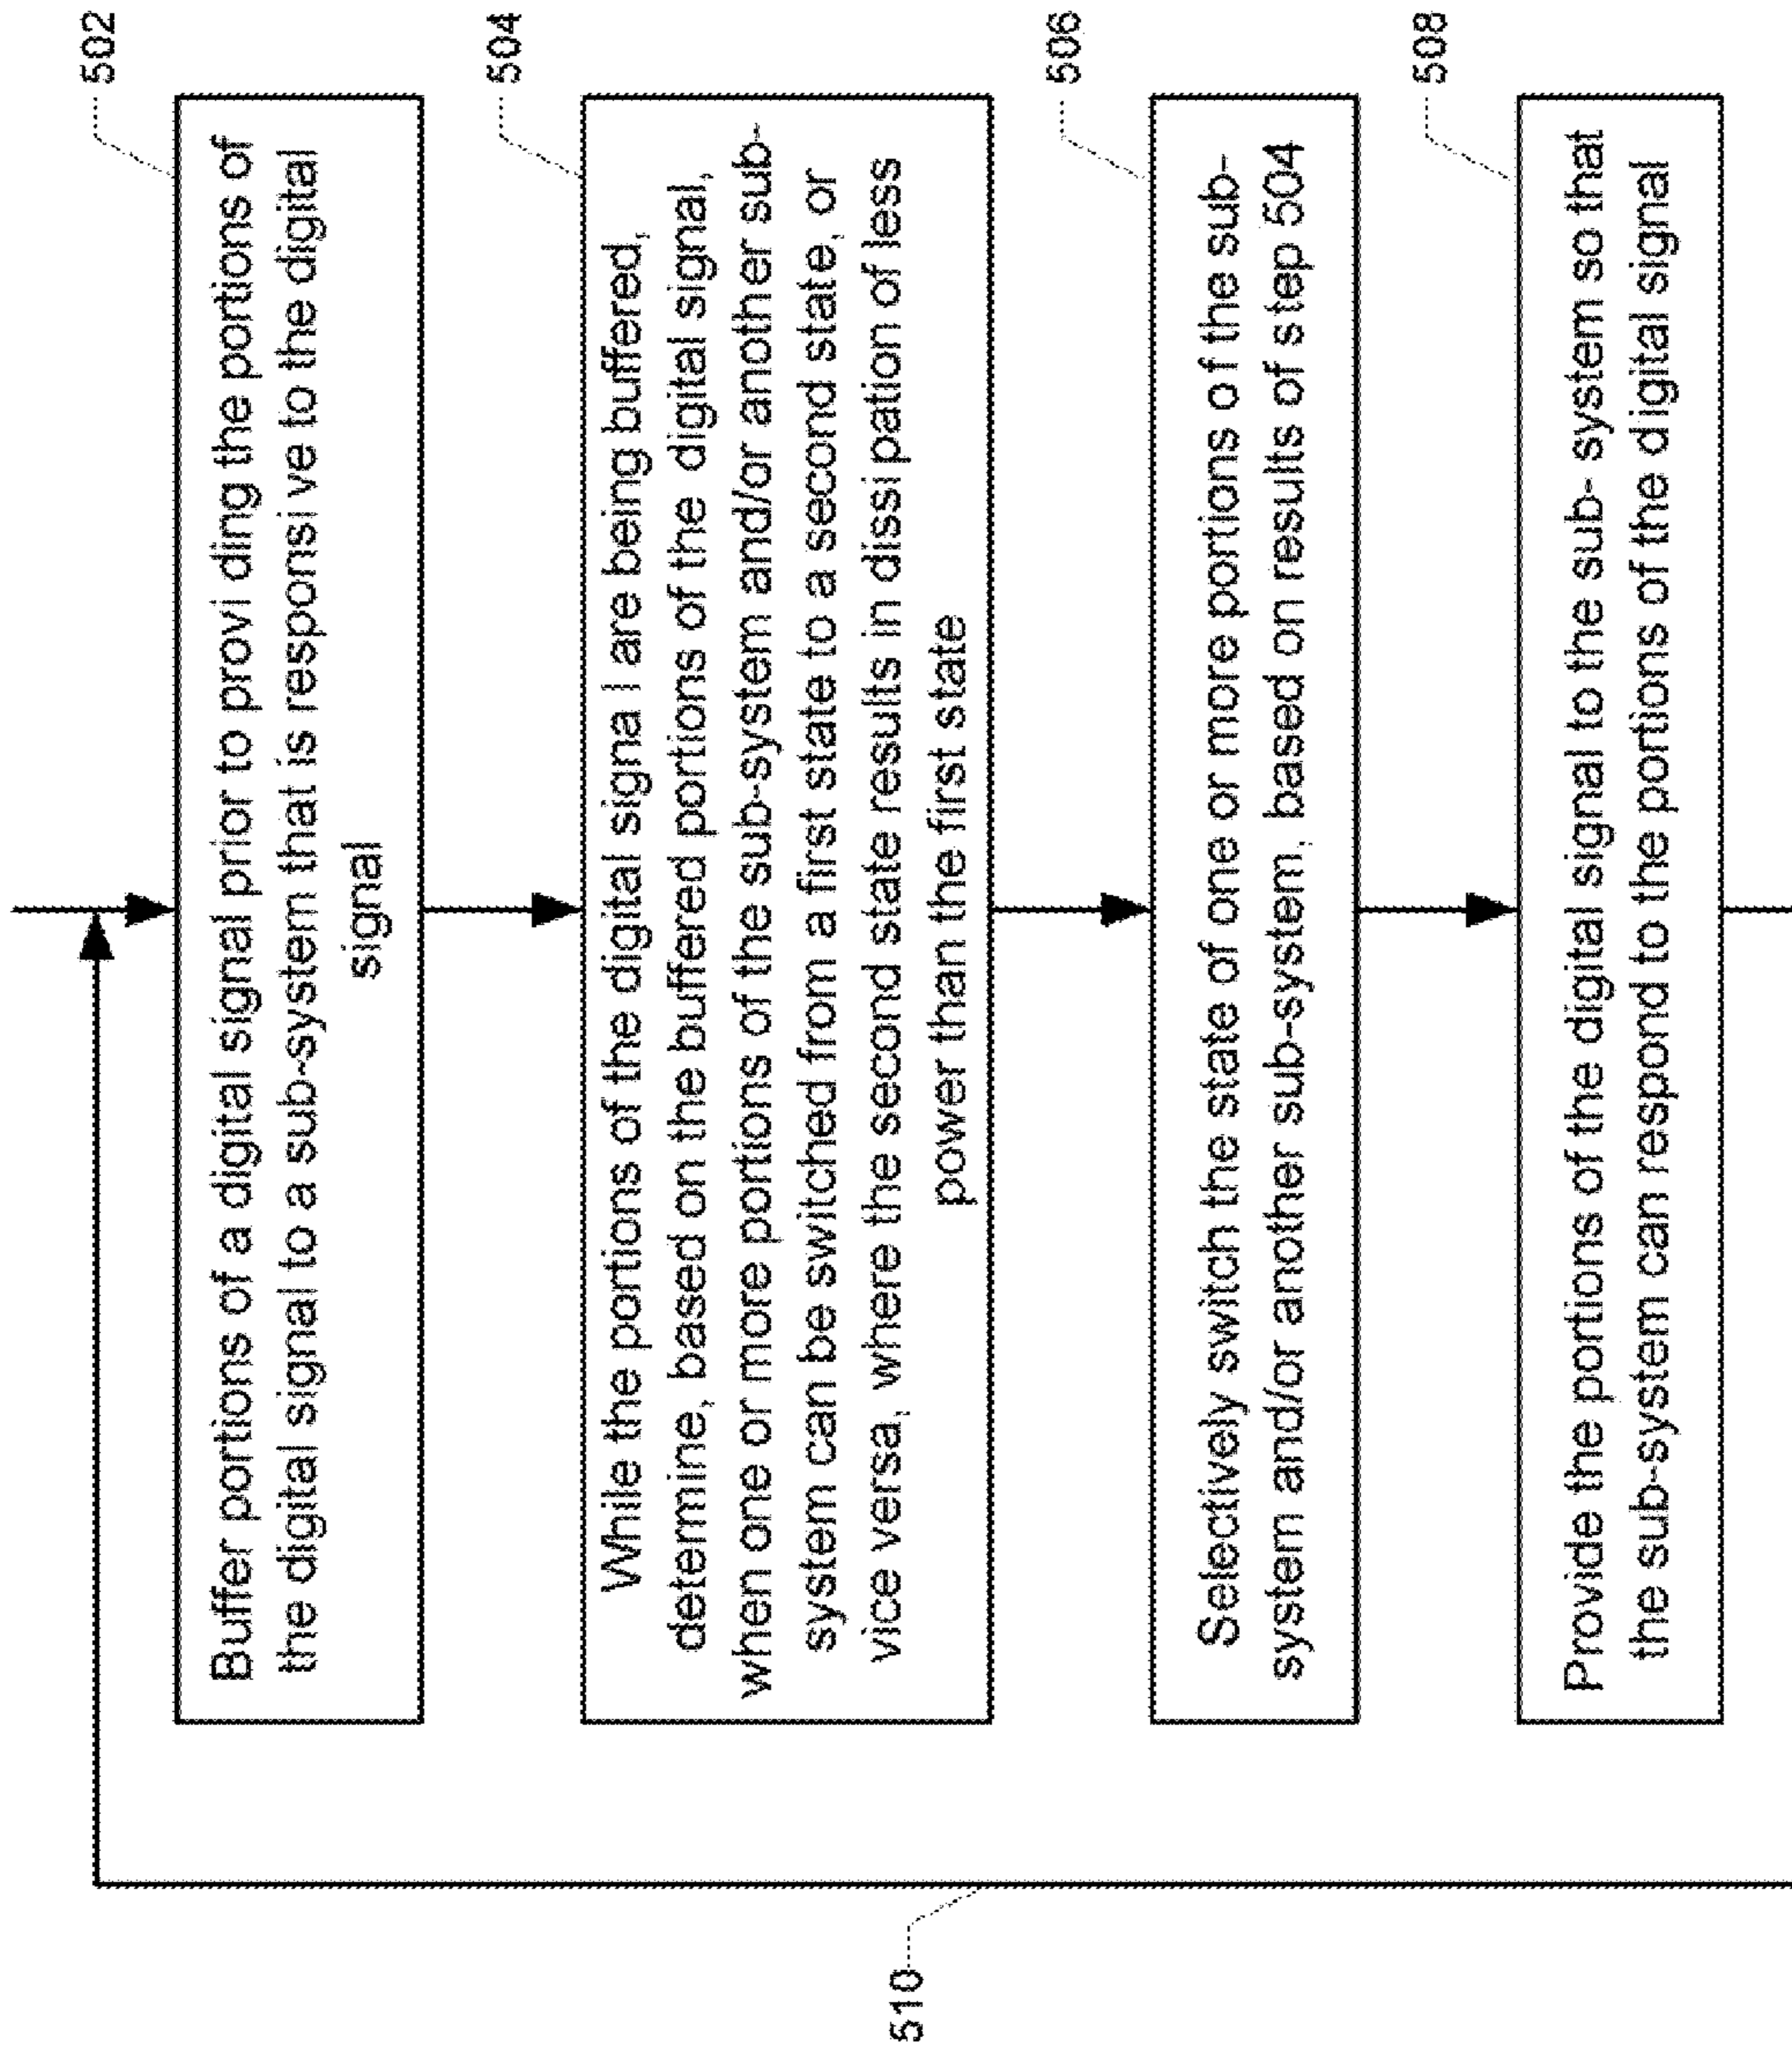 502
Buffer portions of a digital signal prior to provi ding the portions of
the digital signal to a sub-system that is responsi ve to the digital
signal
504
While the portions of the digital signa l are being buffered,
determine, based on the buffered portions of the digital signal,
when one or more portions of the sub-system and/or another sub-
system can be switched from a first state to a second state, or
vice versa, where the second state results in dissi pation of less
power than the first state
506
Selectively switch the state of one or more portions of the sub-
system and/or another sub-system, based on results of step 504
508
Provide the portions of the digital signal to the sub- system so that
the sub-system can respond to the portions of the digital signal
510